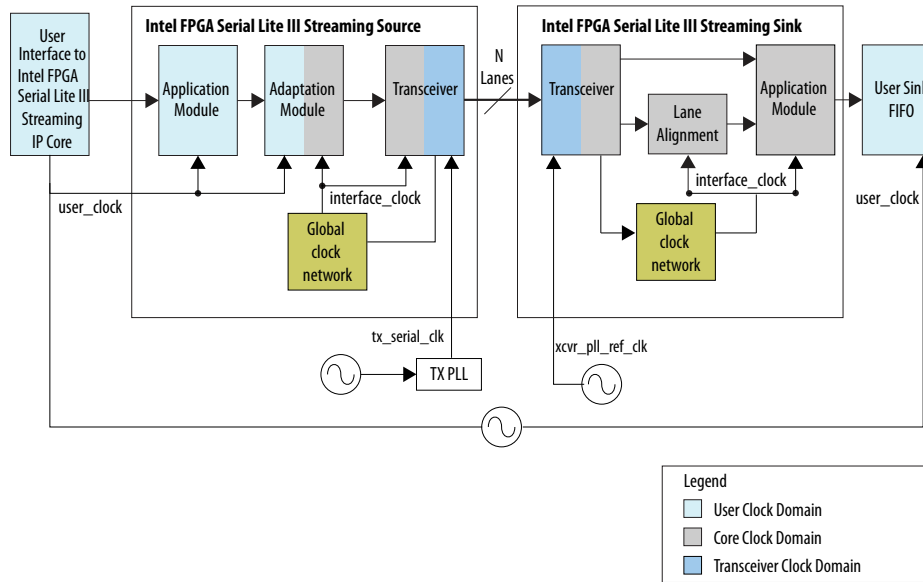 User
Interface to
Intel FPGA
Serial Lite III
Streaming
IP Core
Intel FPGA Serial Lite III Streaming Source
Application
Module
Adaptation
Module
Transceiver
user_clock
interface_clock
Global
clock
network
tx_serial_clk
TX PLL
N
Lanes
Intel FPGA Serial Lite III Streaming Sink
Transceiver
Lane
Alignment
Application
Module
interface_clock
Global
clock
network
xcvr_pll_ref_clk
User Sink
FIFO
user_clock
Legend
User Clock Domain
Core Clock Domain
Transceiver Clock Domain